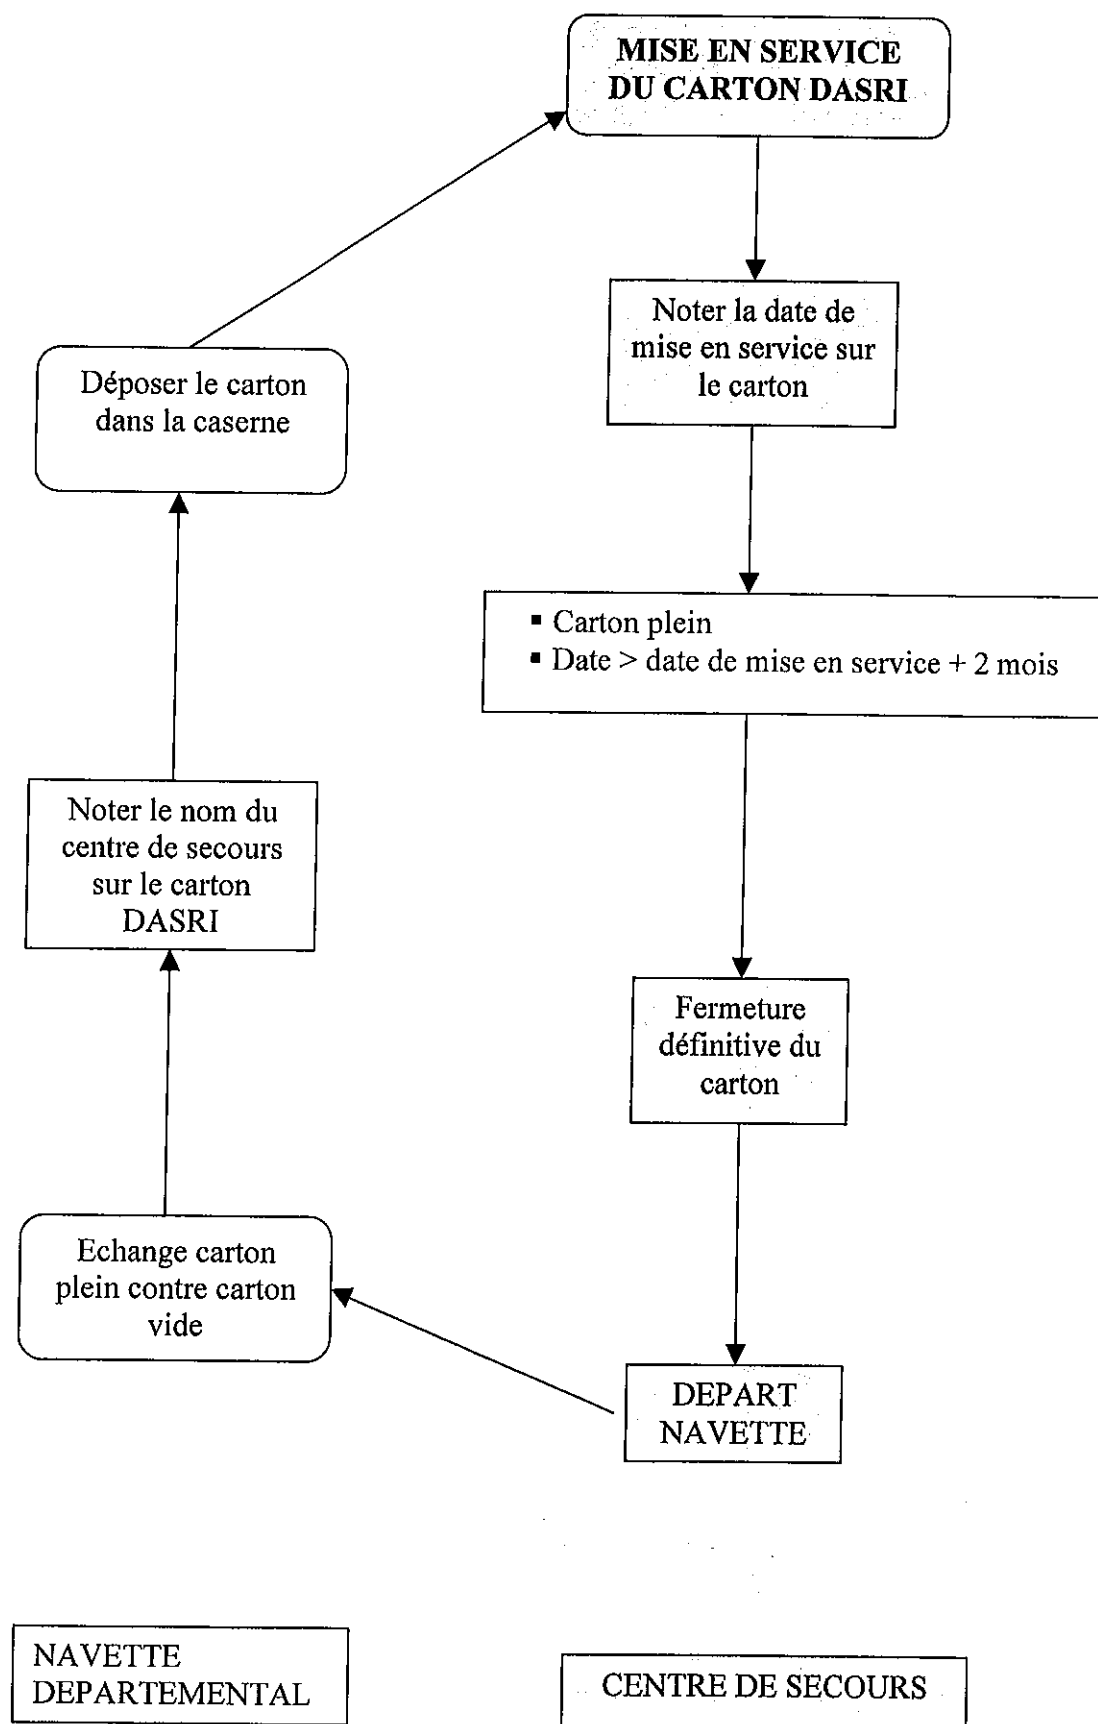 MISE EN SERVICE
DU CARTON DASRI
Noter la date de
mise en service sur
le carton
▪ Carton plein
▪ Date > date de mise en service + 2 mois
Fermeture
définitive du
carton
DEPART
NAVETTE
Echange carton
plein contre carton
vide
Noter le nom du
centre de secours
sur le carton
DASRI
Déposer le carton
dans la caserne
NAVETTE
DEPARTEMENTAL
CENTRE DE SECOURS